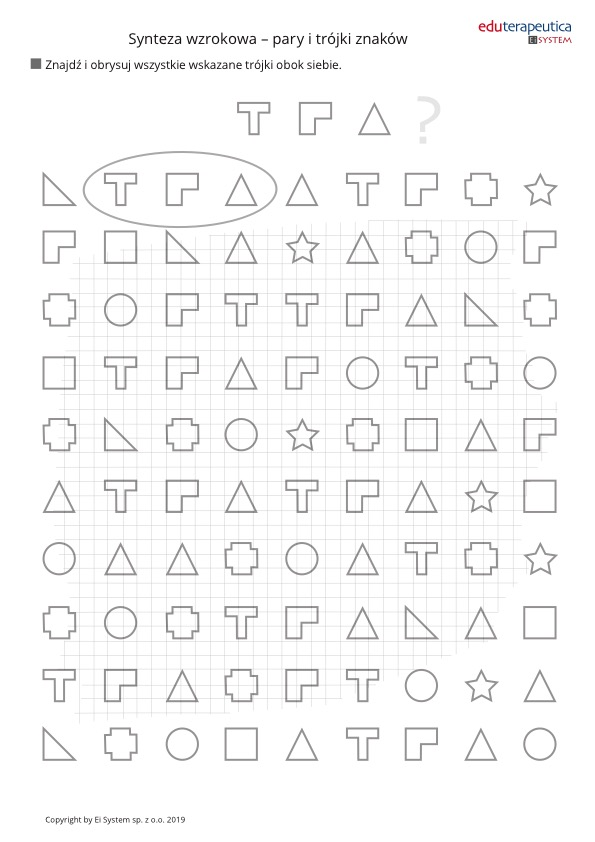 eduterapeutica
Ei SYSTEM
Synteza wzrokowa – pary i trójki znaków
Znajdź i obrysuj wszystkie wskazane trójki obok siebie.
?
Copyright by Ei System sp. z o.o. 2019